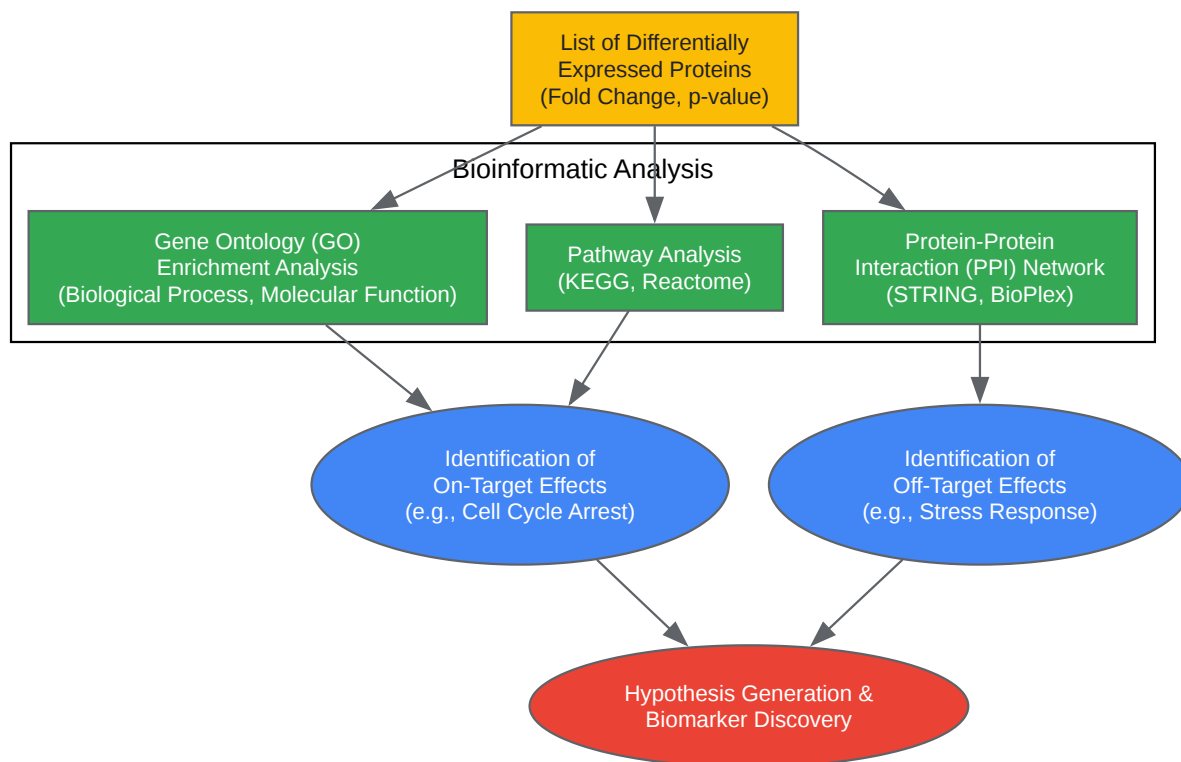 List of Differentially
Expressed Proteins
(Fold Change, p-value)
Bioinformatic Analysis
Gene Ontology (GO)
Enrichment Analysis
(Biological Process, Molecular Function)
Pathway Analysis
(KEGG, Reactome)
Protein-Protein
Interaction (PPI) Network
(STRING, BioPlex)
Identification of
On-Target Effects
(e.g., Cell Cycle Arrest)
Identification of
Off-Target Effects
(e.g., Stress Response)
Hypothesis Generation &
Biomarker Discovery